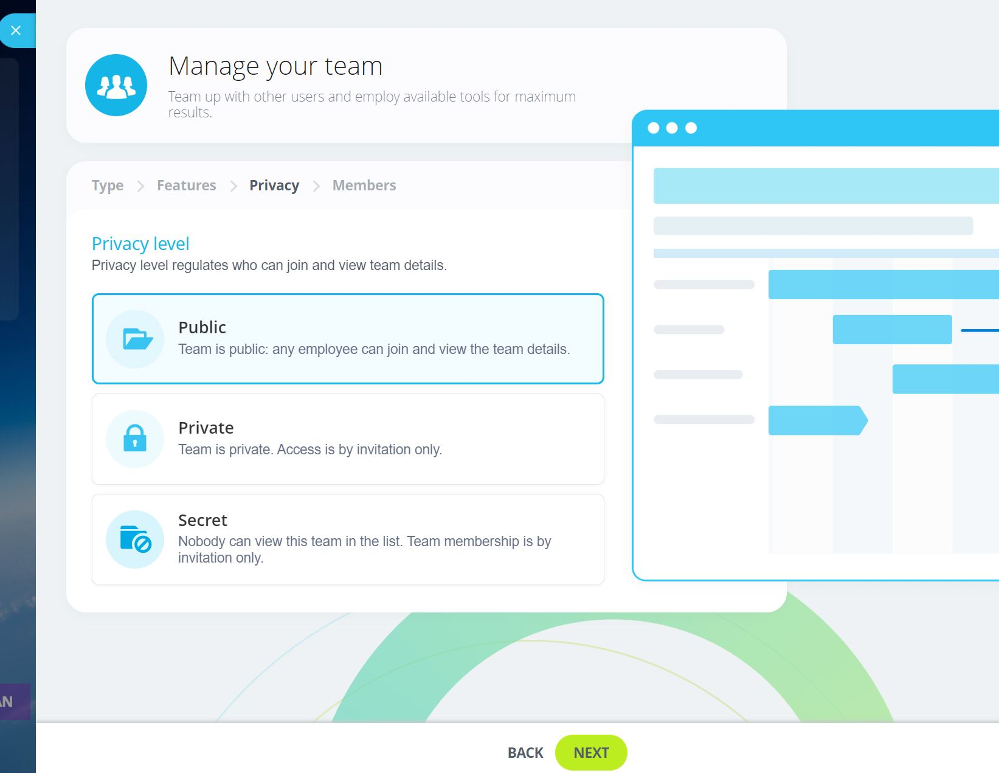 Manage your team
Team up with other users and employ available tools for maximum
results.
Type Features Privacy Members
Privacy level
Privacy level regulates who can join and view team details.
Public
Team is public: any employee can join and view the team details.
Private
Team is private. Access is by invitation only.
Secret
Nobody can view this team in the list. Team membership is by
invitation only.
BACK NEXT